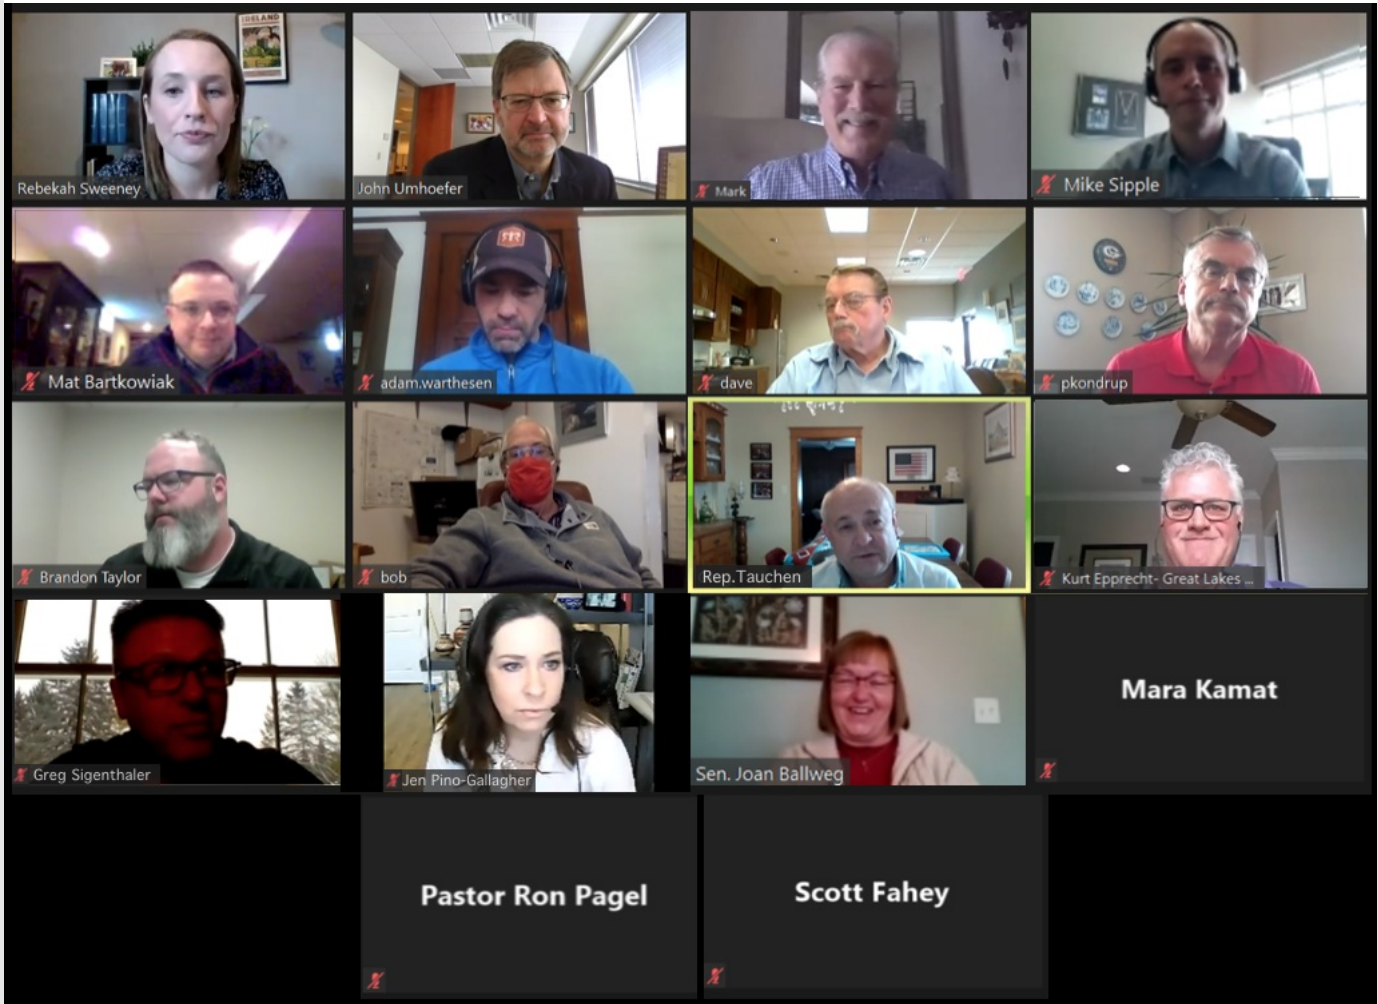 IRELAND
Rebekah Sweeney
John Umhoefer
Mark
Mike Sipple
Mat Bartkowiak
adam.warthesen
dave
pkondrup
Brandon Taylor
bob
Rep.Tauchen
Kurt Epprecht- Great Lakes ...
Greg Sigenthaler
Jen Pino-Gallagher
Sen. Joan Ballweg
Mara Kamat
Pastor Ron Pagel
Scott Fahey